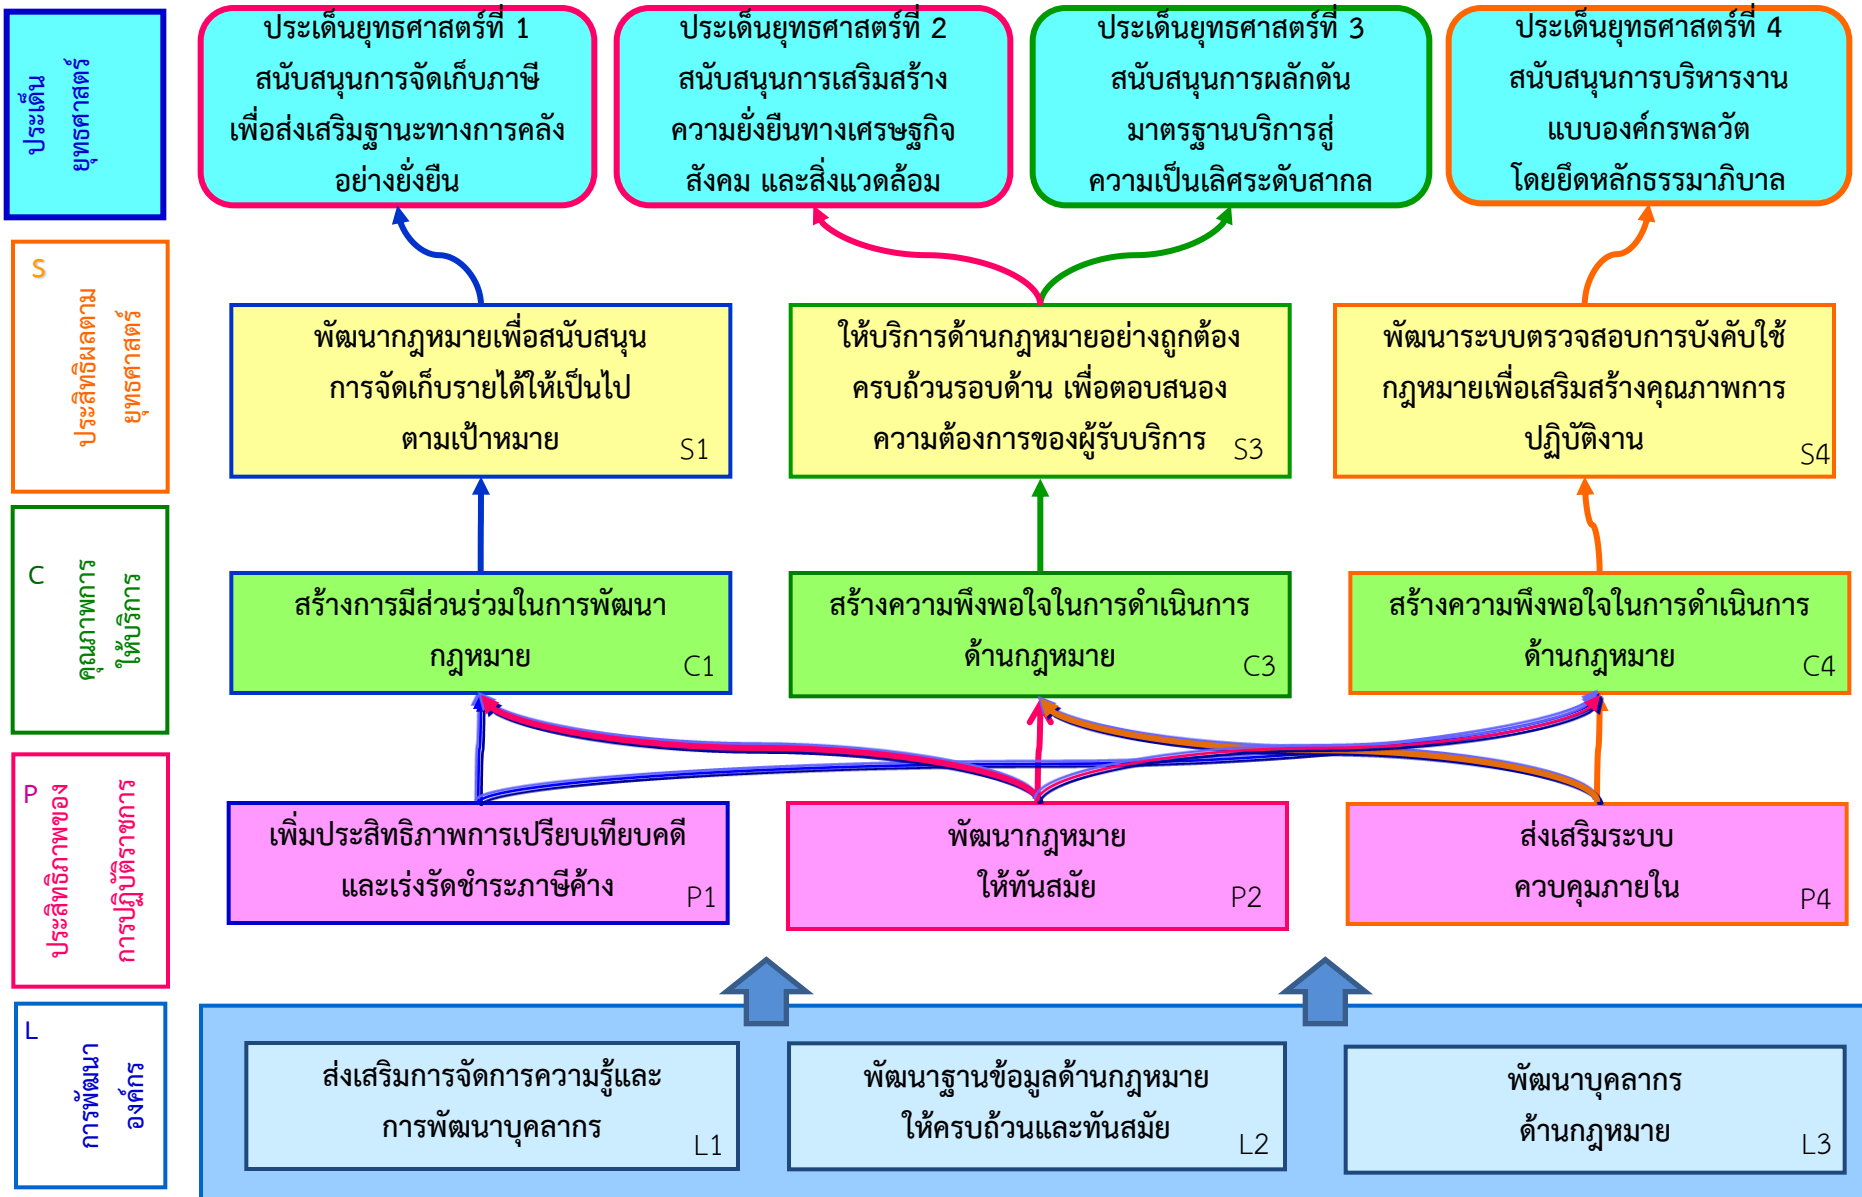 ประเด็น
ยุทธศาสตร์
ประเด็นยุทธศาสตร์ที่ 1
สนับสนุนการจัดเก็บภาษี
เพื่อส่งเสริมฐานะทางการคลัง
อย่างยั่งยืน
ประเด็นยุทธศาสตร์ที่ 2
สนับสนุนการเสริมสร้าง
ความยั่งยืนทางเศรษฐกิจ
สังคม และสิ่งแวดล้อม
ประเด็นยุทธศาสตร์ที่ 3
สนับสนุนการผลักดัน
มาตรฐานบริการสู่
ความเป็นเลิศระดับสากล
ประเด็นยุทธศาสตร์ที่ 4
สนับสนุนการบริหารงาน
แบบองค์กรพลวัต
โดยยึดหลักธรรมาภิบาล
S
ประสิทธิผลตาม
ยุทธศาสตร์
พัฒนากฎหมายเพื่อสนับสนุน
การจัดเก็บรายได้ให้เป็นไป
ตามเป้าหมาย
S1
ให้บริการด้านกฎหมายอย่างถูกต้อง
ครบถ้วนรอบด้าน เพื่อตอบสนอง
ความต้องการของผู้รับบริการ
S3
พัฒนาระบบตรวจสอบการบังคับใช้
กฎหมายเพื่อเสริมสร้างคุณภาพการ
ปฏิบัติงาน
S4
C
คุณภาพการ
ให้บริการ
สร้างการมีส่วนร่วมในการพัฒนา
กฎหมาย
C1
สร้างความพึงพอใจในการดำเนินการ
ด้านกฎหมาย
C3
สร้างความพึงพอใจในการดำเนินการ
ด้านกฎหมาย
C4
P
ประสิทธิภาพของ
การปฏิบัติราชการ
เพิ่มประสิทธิภาพการเปรียบเทียบคดี
และเร่งรัดชำระภาษีค้าง
P1
พัฒนากฎหมาย
ให้ทันสมัย
P2
ส่งเสริมระบบ
ควบคุมภายใน
P4
L
การพัฒนา
องค์กร
ส่งเสริมการจัดการความรู้และ
การพัฒนาบุคลากร
L1
พัฒนาฐานข้อมูลด้านกฎหมาย
ให้ครบถ้วนและทันสมัย
L2
พัฒนาบุคลากร
ด้านกฎหมาย
L3